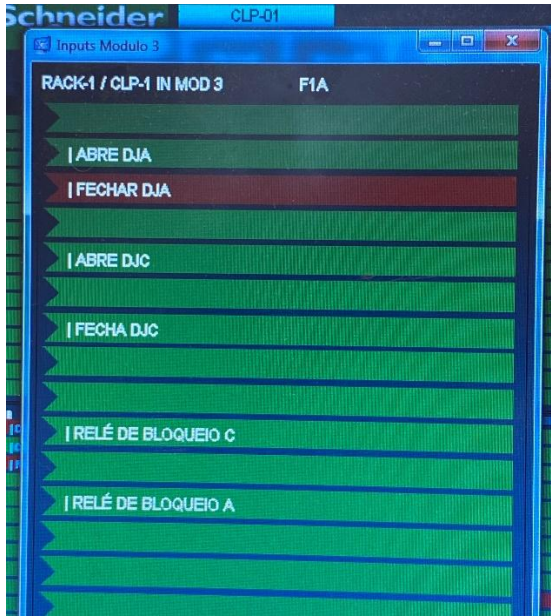 Schneider
CLP-01
Inputs Modulo 3
RACK-1 / CLP-1 IN MOD 3 F1A
| ABRE DJA
| FECHAR DJA
| ABRE DJC
| FECHA DJC
| RELÉ DE BLOQUEIO C
| RELÉ DE BLOQUEIO A